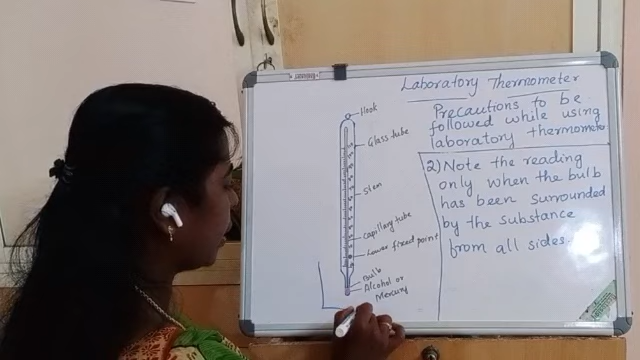 Laboratory Thermometer
Hook
Glass tube
Stem
Capillary tube
Lower fixed point
Bulb
Alcohol or
Mercury
Precautions to be
followed while using
laboratory thermometer
2) Note the reading
only when the bulb
has been surrounded
by the substance
from all sides.